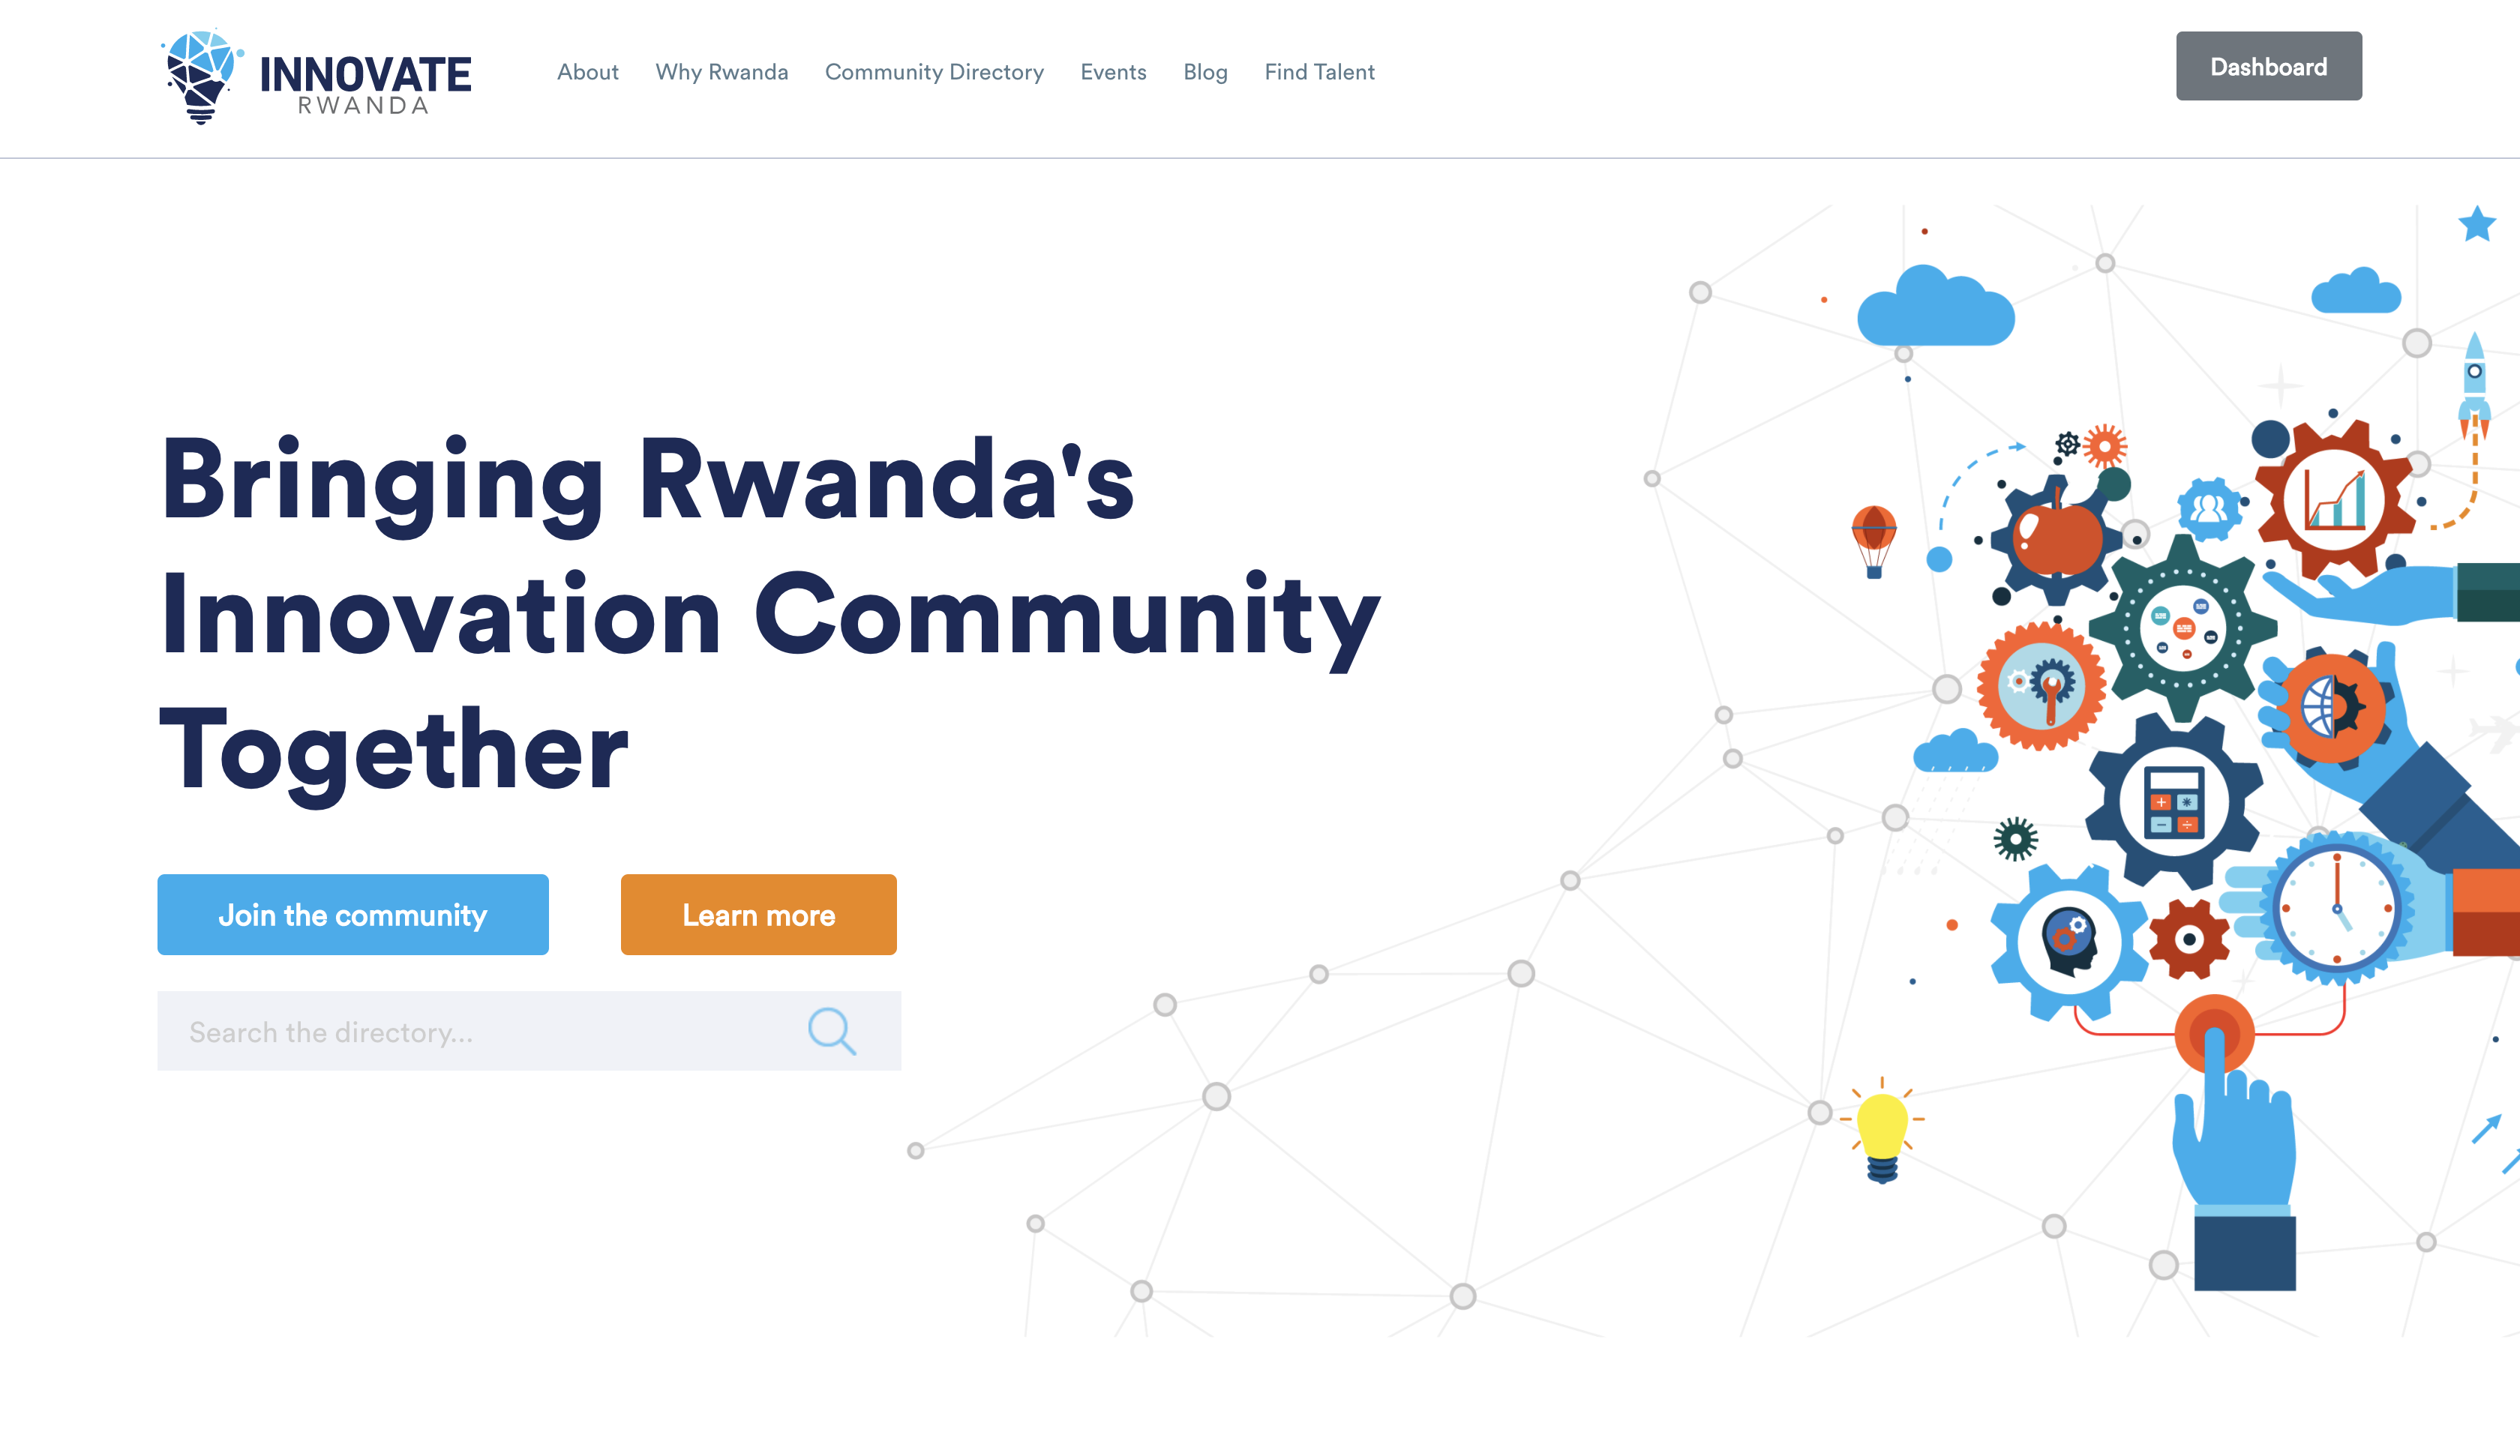 INNOVATE
RWANDA
About Why Rwanda Community Directory Events Blog Find Talent
Dashboard
Bringing Rwanda's
Innovation Community
Together
Join the community
Learn more
Search the directory...